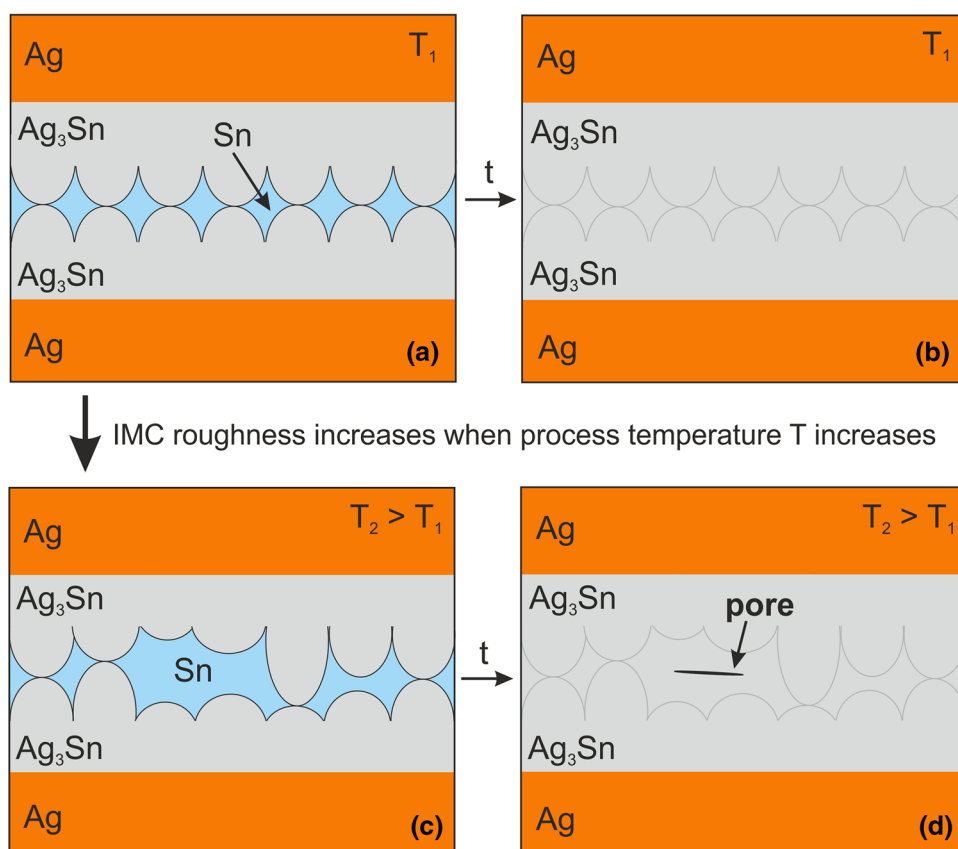 Ag T₁
Ag₃Sn
Sn
Ag₃Sn
Ag (a)
t
Ag T₁
Ag₃Sn
Ag₃Sn
Ag (b)
IMC roughness increases when process temperature T increases
Ag T₂ > T₁
Ag₃Sn
Sn
Ag₃Sn
Ag (c)
t
Ag T₂ > T₁
Ag₃Sn
pore
Ag₃Sn
Ag (d)